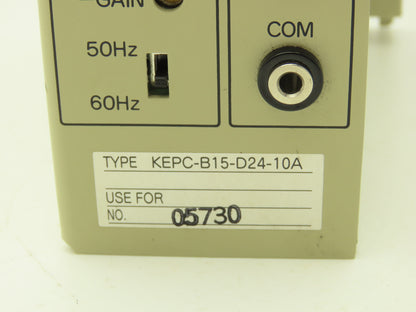 GAIN
50Hz
60Hz
COM
TYPE KEPC-B15-D24-10A
USE FOR
NO. 05730